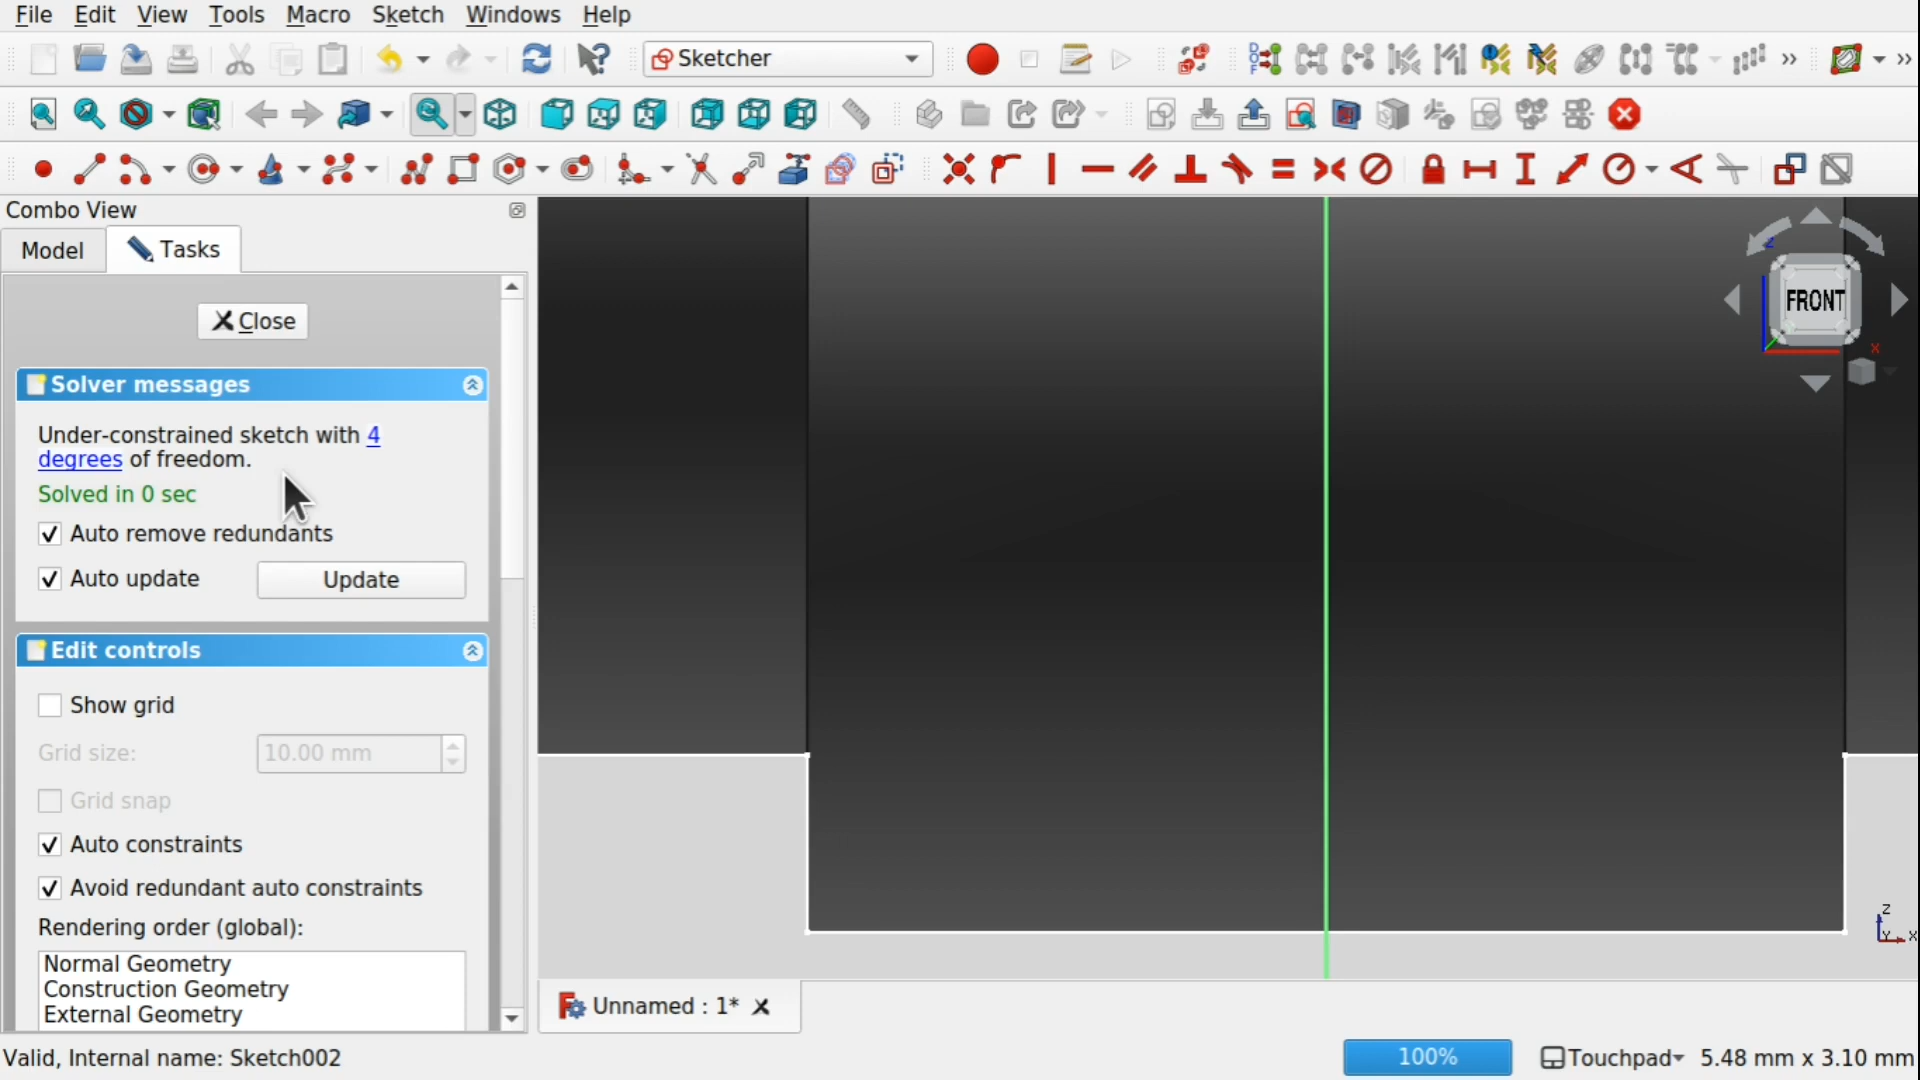 File Edit View Tools Macro Sketch Windows Help
Sketcher
Combo View
Model Tasks
Close
Solver messages
Under-constrained sketch with 4
degrees of freedom.
Solved in 0 sec
Auto remove redundants
Auto update Update
Edit controls
Show grid
Grid size: 10.00 mm
Grid snap
Auto constraints
Avoid redundant auto constraints
Rendering order (global):
Normal Geometry
Construction Geometry
External Geometry
Z
FRONT
X
Z
Y X
Unnamed : 1*
Valid, Internal name: Sketch002
100% Touchpad 5.48 mm x 3.10 mm